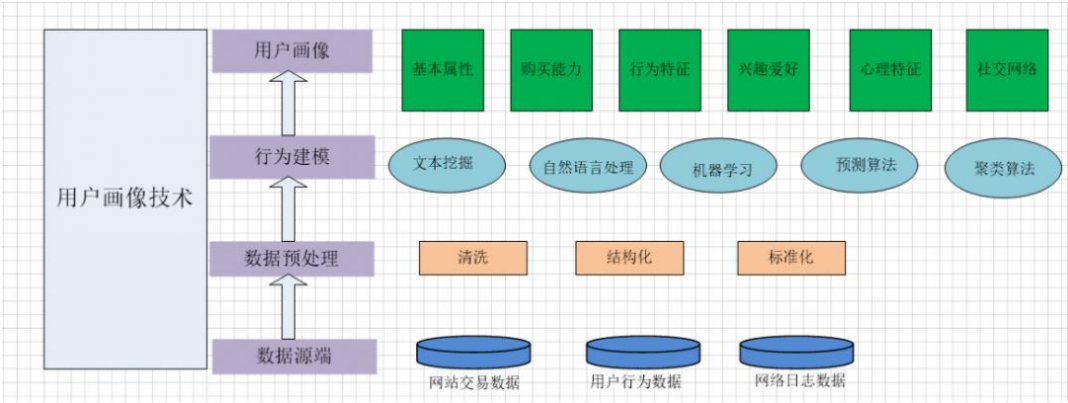 用户画像技术
用户画像
基本属性
购买能力
行为特征
兴趣爱好
心理特征
社交网络
行为建模
文本挖掘
自然语言处理
机器学习
预测算法
聚类算法
数据预处理
清洗
结构化
标准化
数据源端
网站交易数据
用户行为数据
网络日志数据